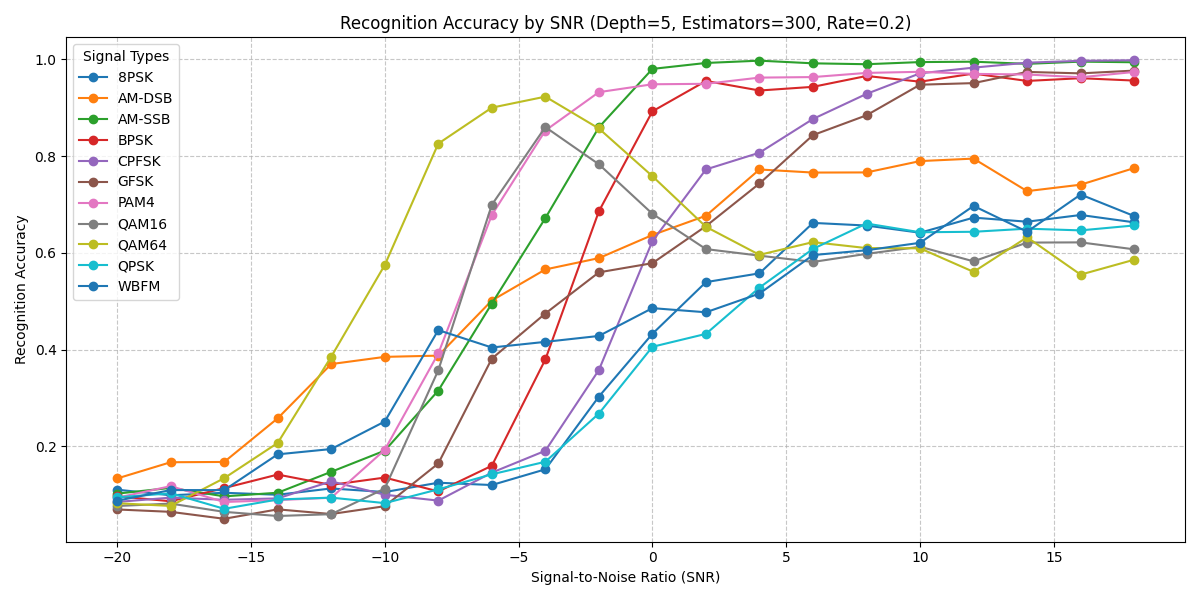 Recognition Accuracy by SNR (Depth=5, Estimators=300, Rate=0.2)
Signal Types
8PSK
AM-DSB
AM-SSB
BPSK
CPFSK
GFSK
PAM4
QAM16
QAM64
QPSK
WBFM
Recognition Accuracy
1.0
0.8
0.6
0.4
0.2
−20
−15
−10
−5
0
5
10
15
Signal-to-Noise Ratio (SNR)